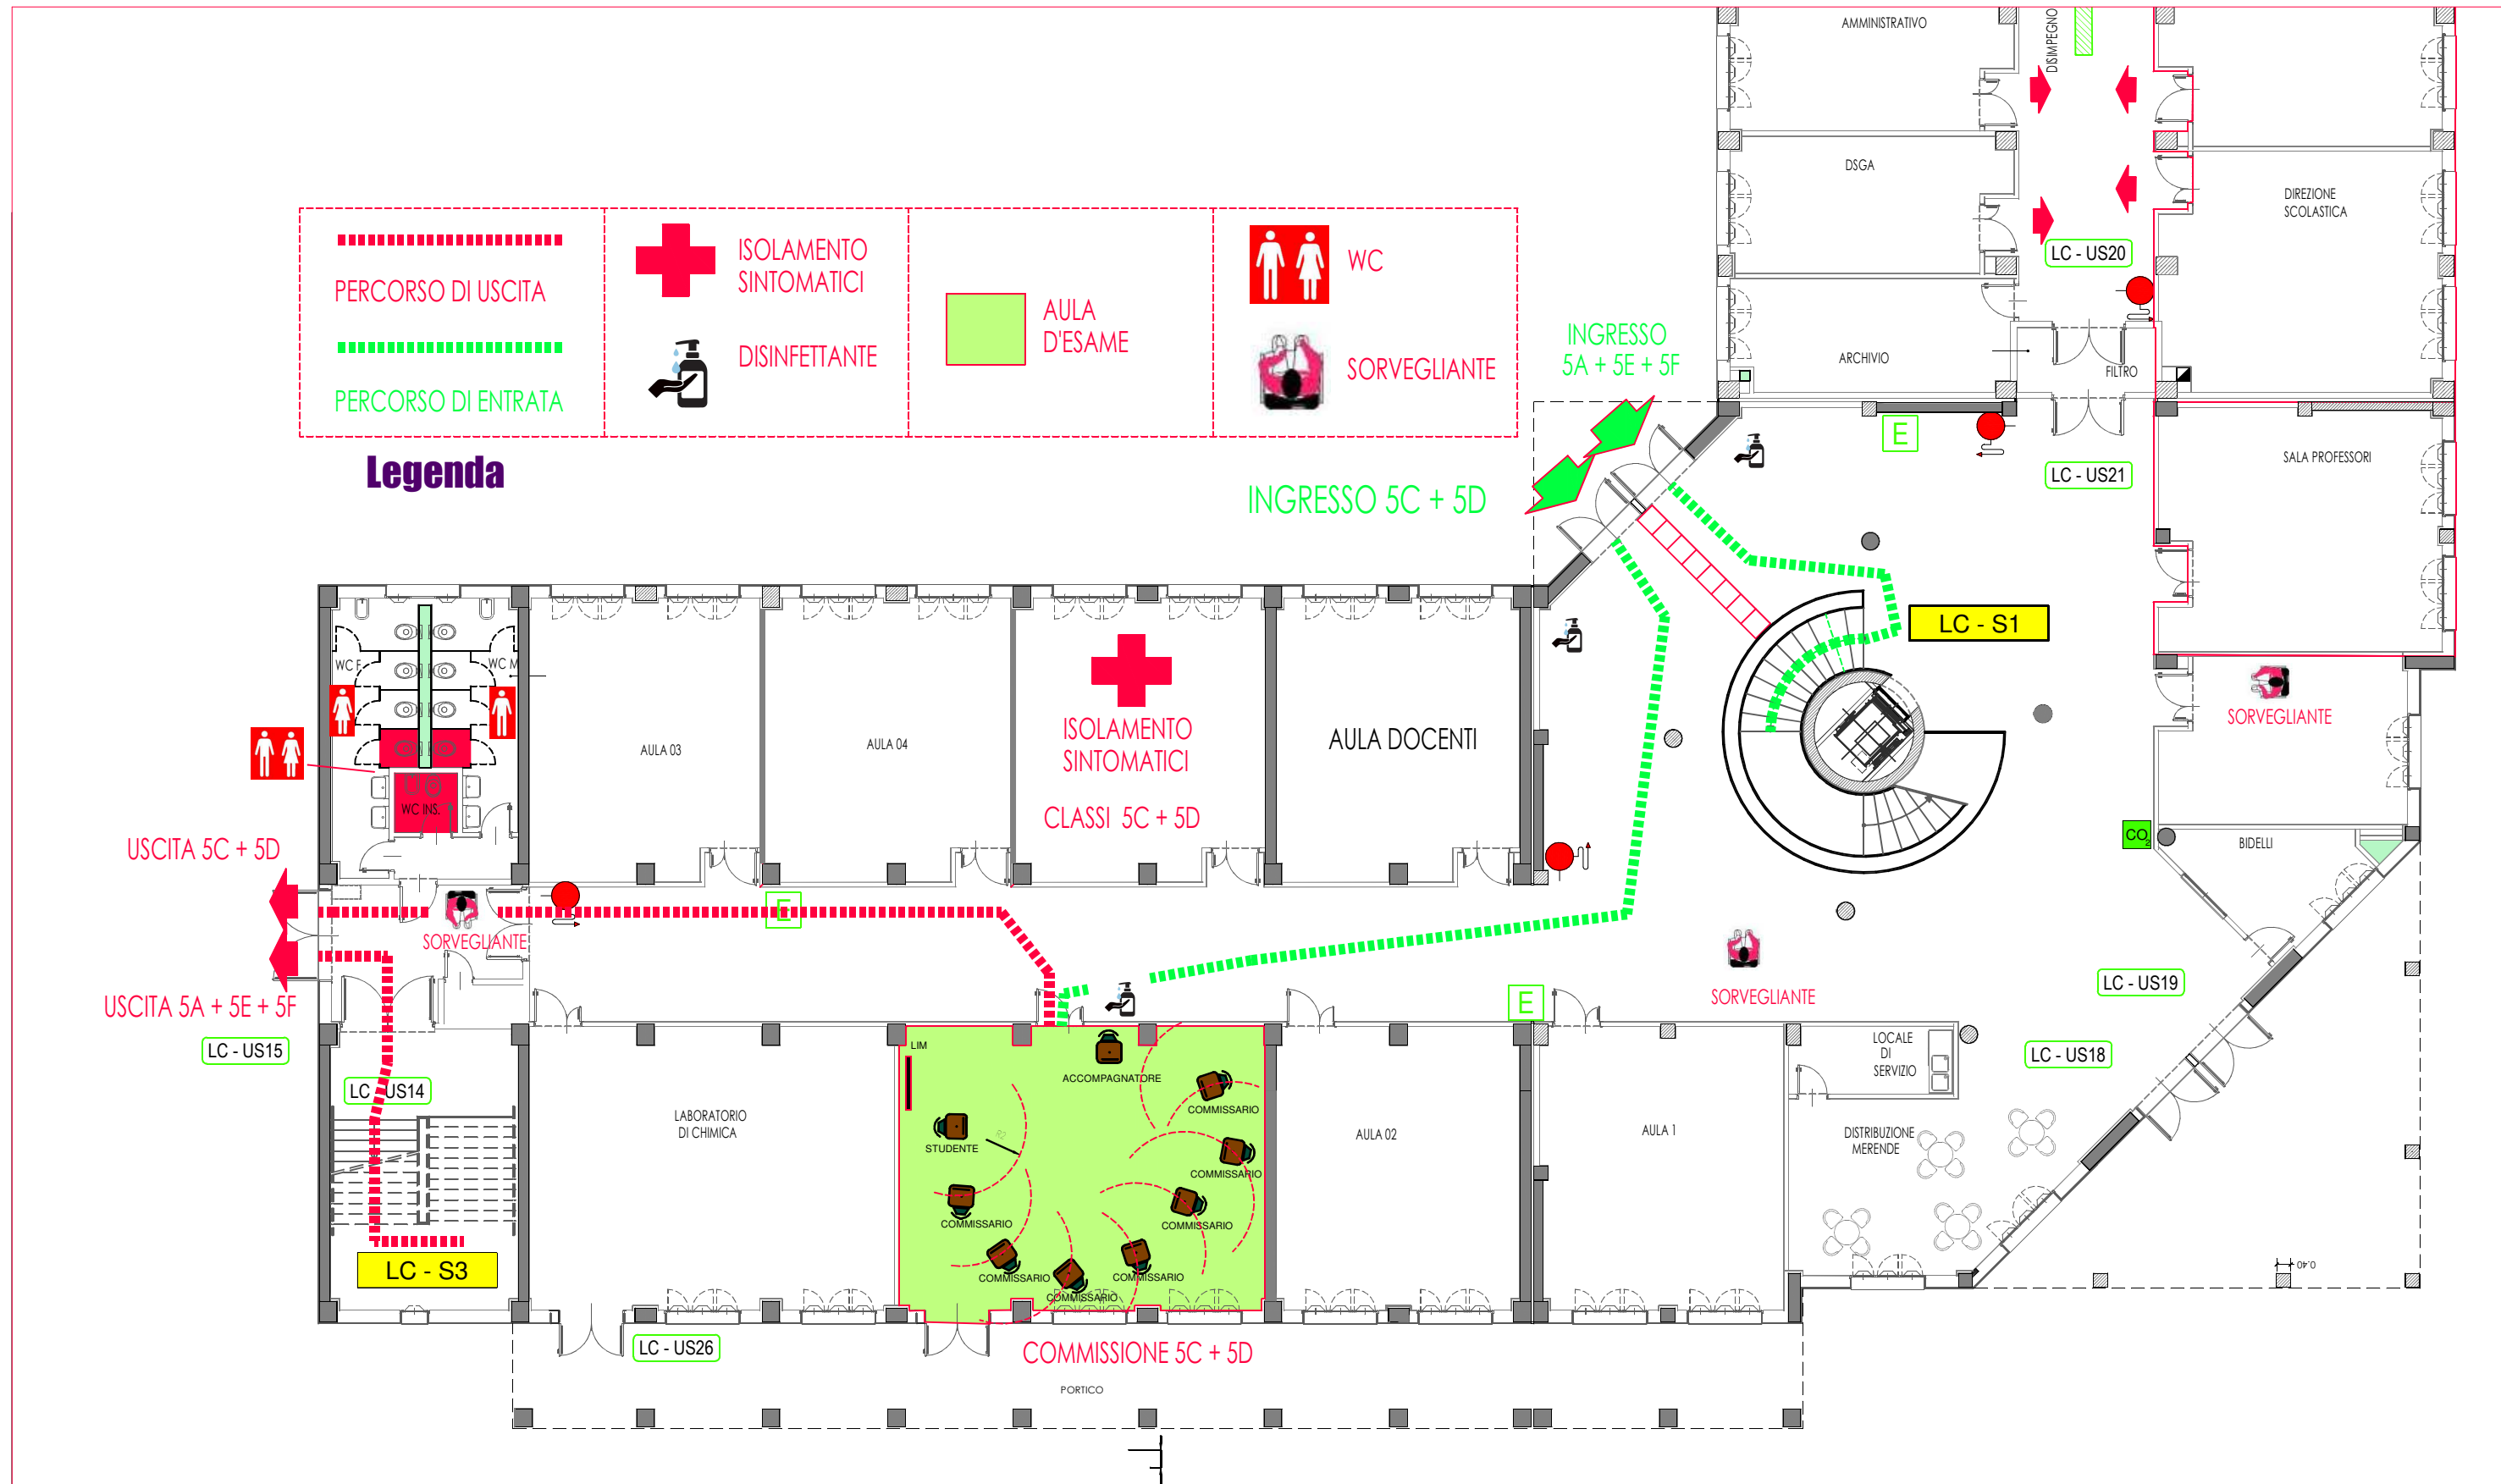 AMMINISTRATIVO
DISIMPEGNO
DSGA
DIREZIONE
SCOLASTICA
LC - US20
PERCORSO DI USCITA
PERCORSO DI ENTRATA
ISOLAMENTO
SINTOMATICI
DISINFETTANTE
AULA
D'ESAME
WC
SORVEGLIANTE
Legenda
INGRESSO
5A + 5E + 5F
ARCHIVIO
FILTRO
E
LC - US21
SALA PROFESSORI
INGRESSO 5C + 5D
LC - S1
WC F
WC M
WC INS.
AULA 03
AULA 04
ISOLAMENTO
SINTOMATICI
CLASSI 5C + 5D
AULA DOCENTI
SORVEGLIANTE
CO2
BIDELLI
USCITA 5C + 5D
E
SORVEGLIANTE
USCITA 5A + 5E + 5F
LC - US15
LC - US14
LC - S3
E
SORVEGLIANTE
LC - US19
LC - US18
LOCALE
DI
SERVIZIO
LABORATORIO
DI CHIMICA
LIM
ACCOMPAGNATORE
COMMISSARIO
STUDENTE
R2
COMMISSARIO
COMMISSARIO
COMMISSARIO
COMMISSARIO
COMMISSARIO
COMMISSARIO
AULA 02
AULA 1
DISTRIBUZIONE
MERENDE
0.40
LC - US26
COMMISSIONE 5C + 5D
PORTICO